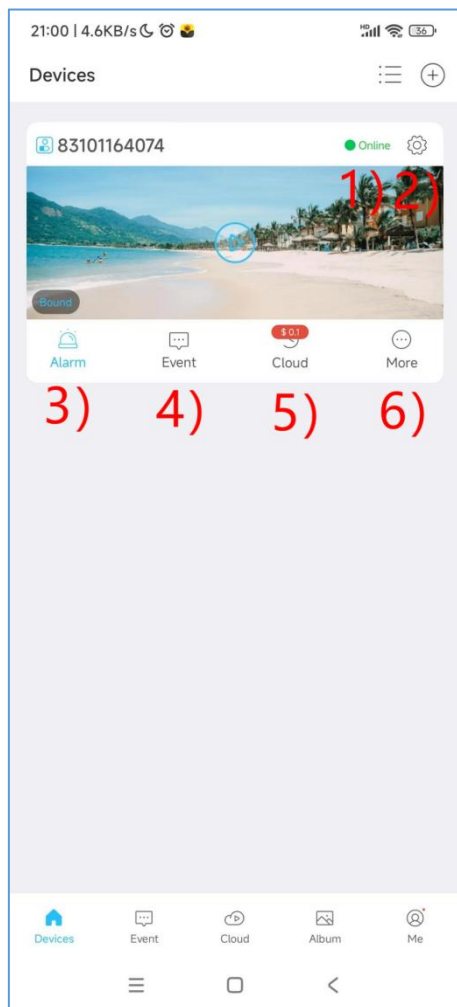 21:00 | 4.6KB/s HD 36
Devices
83101164074 Online
1) 2)
Bound
$ 0.1
Alarm Event Cloud More
3) 4) 5) 6)
Devices Event Cloud Album Me